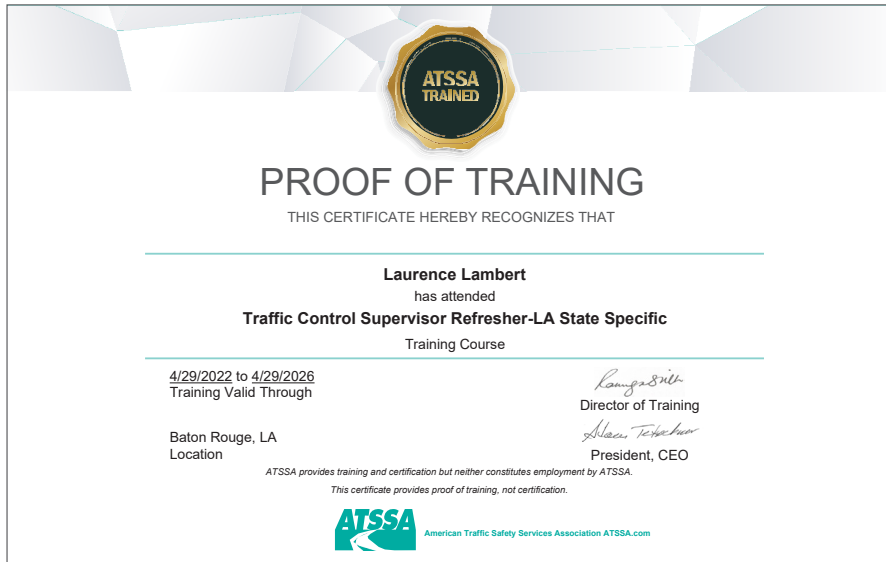 ATSSA
TRAINED
PROOF OF TRAINING
THIS CERTIFICATE HEREBY RECOGNIZES THAT
Laurence Lambert
has attended
Traffic Control Supervisor Refresher-LA State Specific
Training Course
4/29/2022 to 4/29/2026
Training Valid Through
Director of Training
Baton Rouge, LA
Location
President, CEO
ATSSA provides training and certification but neither constitutes employment by ATSSA.
This certificate provides proof of training, not certification.
ATSSA
American Traffic Safety Services Association ATSSA.com